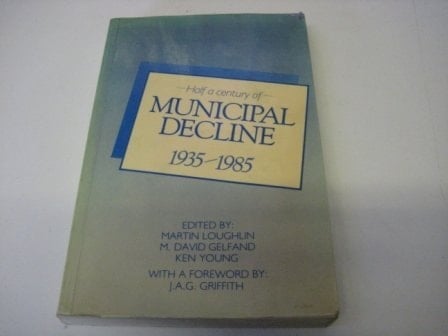 Half a century of
MUNICIPAL
DECLINE
1935-1985
EDITED BY:
MARTIN LOUGHLIN
M. DAVID GELFAND
KEN YOUNG
WITH A FOREWORD BY:
J.A.G. GRIFFITH